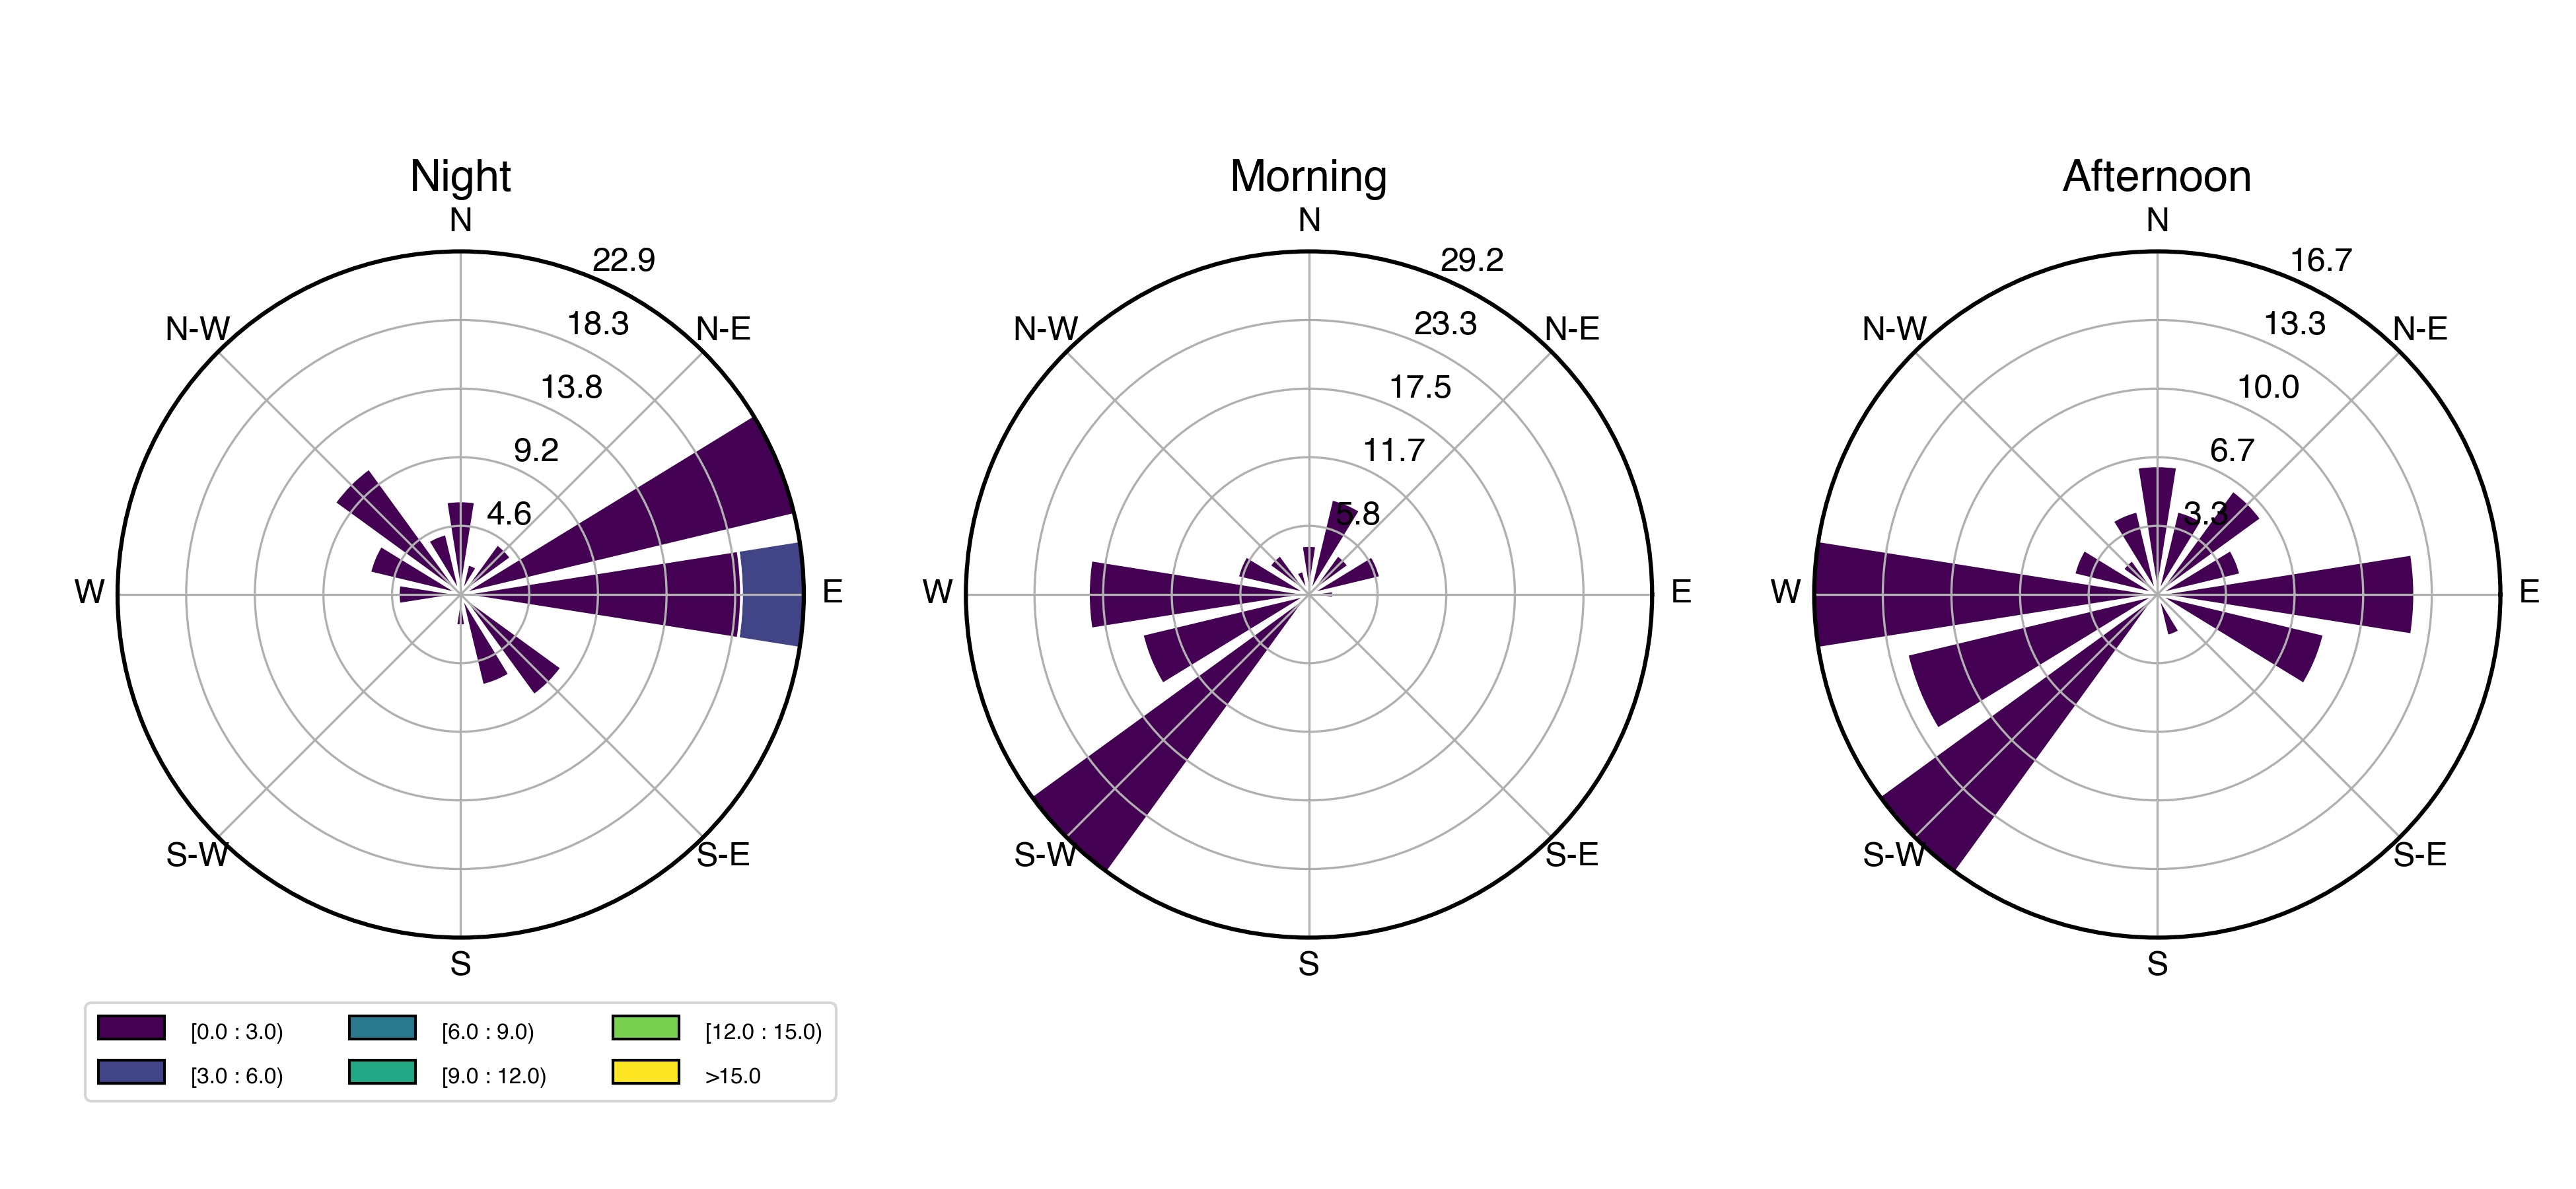 Night
N
22.9
18.3
13.8
9.2
4.6
N-W
N-E
W
E
S-W
S-E
S
Morning
N
29.2
23.3
17.5
11.7
5.8
N-W
N-E
W
E
S-W
S-E
S
Afternoon
N
16.7
13.3
10.0
6.7
3.3
N-W
N-E
W
E
S-W
S-E
S
[0.0 : 3.0)
[3.0 : 6.0)
[6.0 : 9.0)
[9.0 : 12.0)
[12.0 : 15.0)
>15.0